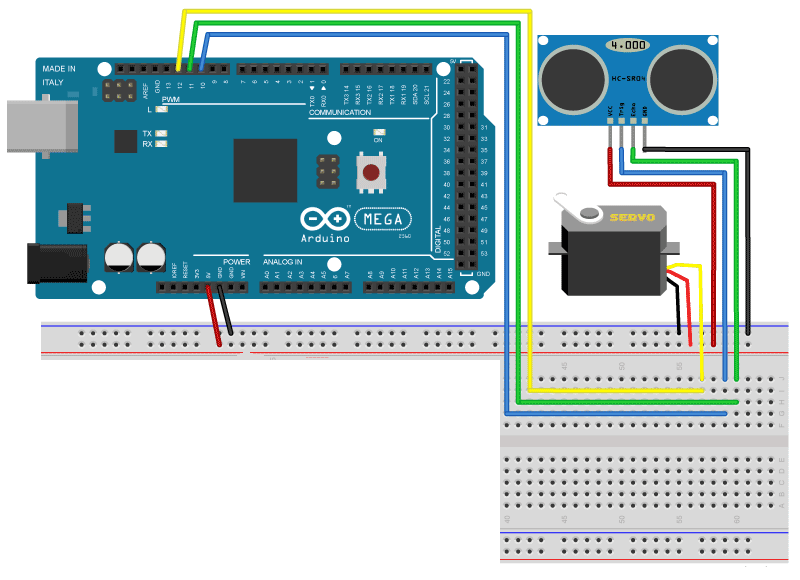 MADE IN
ITALY
AREF
GND
13
12
11
10
9
8
7
6
5
4
3
2
1
0
TX0
RX0
TX3 14
RX3 15
TX2 16
RX2 17
TX1 18
RX1 19
SDA 20
SCL 21
PWM
COMMUNICATION
L
TX
RX
ON
5V
22
24
26
28
30
32
34
36
38
40
42
44
46
48
50
52
31
33
35
37
39
41
43
45
47
49
51
53
GND
DIGITAL
MEGA
2560
Arduino
TM
POWER
ANALOG IN
IOREF
RESET
3V3
5V
GND
GND
VIN
A0
A1
A2
A3
A4
A5
6
A7
A8
A9
A10
A11
A12
A13
A14
A15
4.000
HC-SR04
VCC
Trig
Echo
GND
SERVO
45
50
55
60
J
I
H
G
F
E
D
C
B
A
40
45
50
55
60